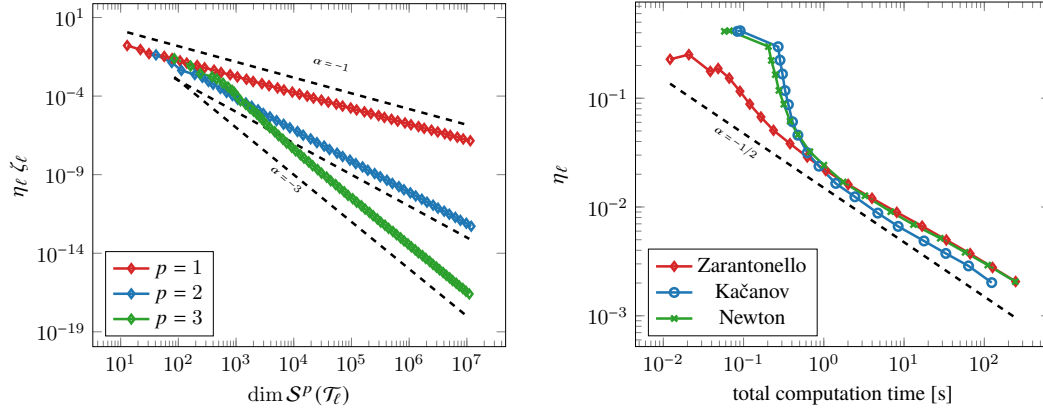 10^1
10^−4
10^−9
10^−14
10^−19
η_ℓ ζ_ℓ
α=−1
α=−3
p = 1
p = 2
p = 3
10^1 10^2 10^3 10^4 10^5 10^6 10^7
dim S^p(T_ℓ)
10^−1
10^−2
10^−3
η_ℓ
α=−1/2
Zarantonello
Kačanov
Newton
10^−2 10^−1 10^0 10^1 10^2
total computation time [s]